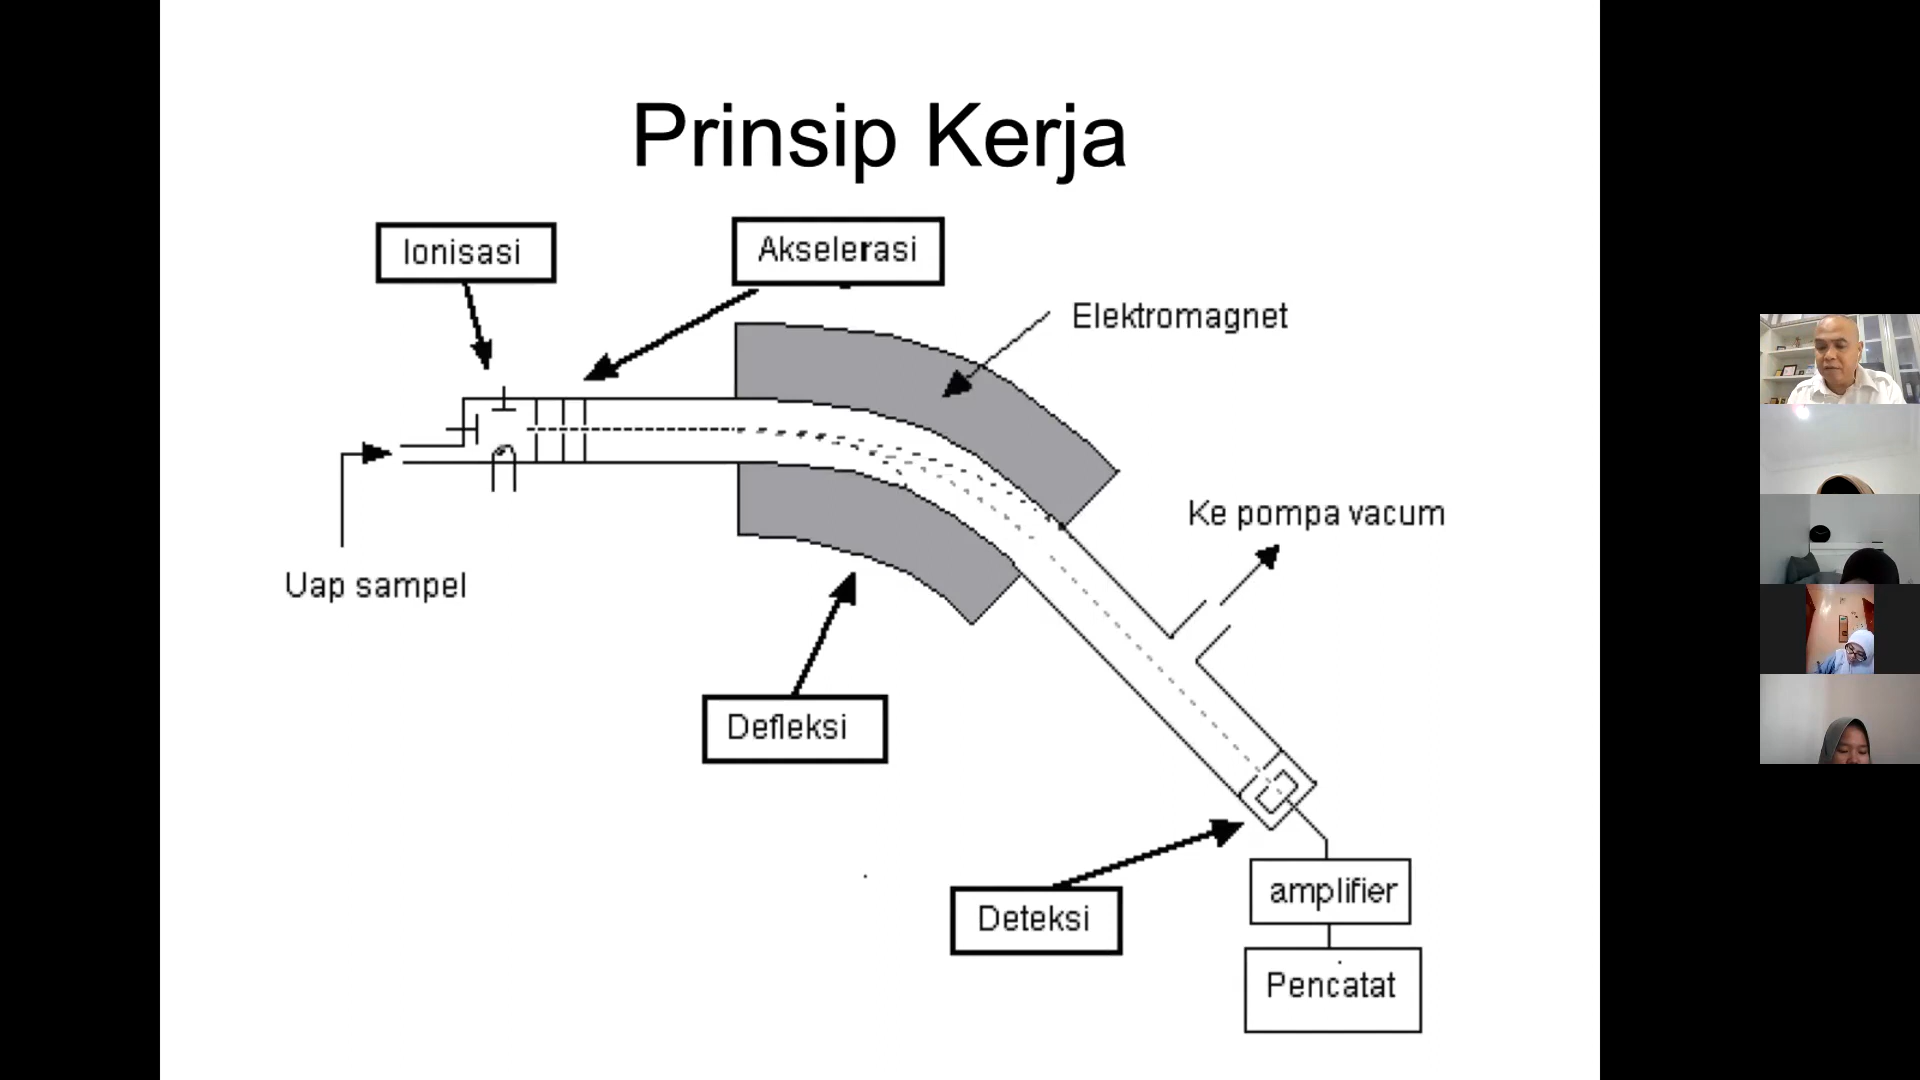 Prinsip Kerja
Ionisasi
Akselerasi
Elektromagnet
Ke pompa vacum
Uap sampel
Defleksi
Deteksi
amplifier
Pencatat